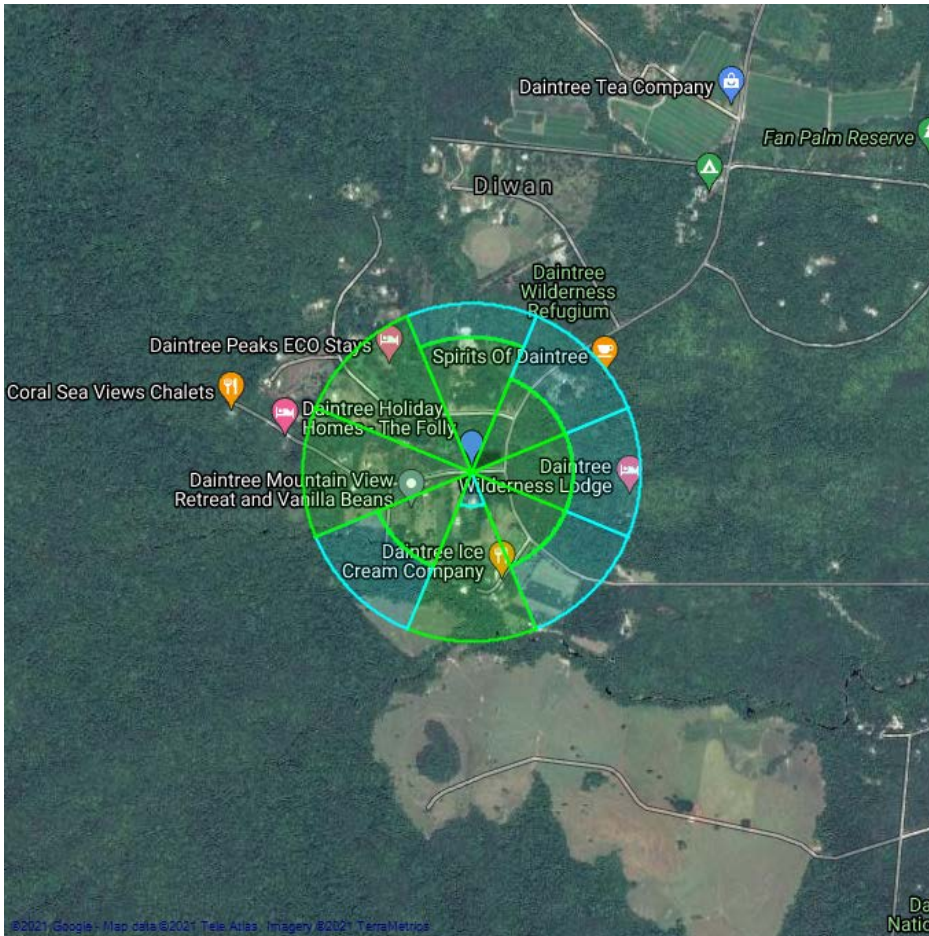 Daintree Tea Company
Fan Palm Reserve
Diwan
Daintree
Wilderness
Refugium
Daintree Peaks ECO Stays
Spirits Of Daintree
Coral Sea Views Chalets
Daintree Holiday
Homes - The Folly
Daintree Mountain View
Retreat and Vanilla Beans
Daintree
Wilderness Lodge
Daintree Ice
Cream Company
Da
Natio
©2021 Google - Map data ©2021 Tele Atlas, Imagery ©2021 TerraMetrics